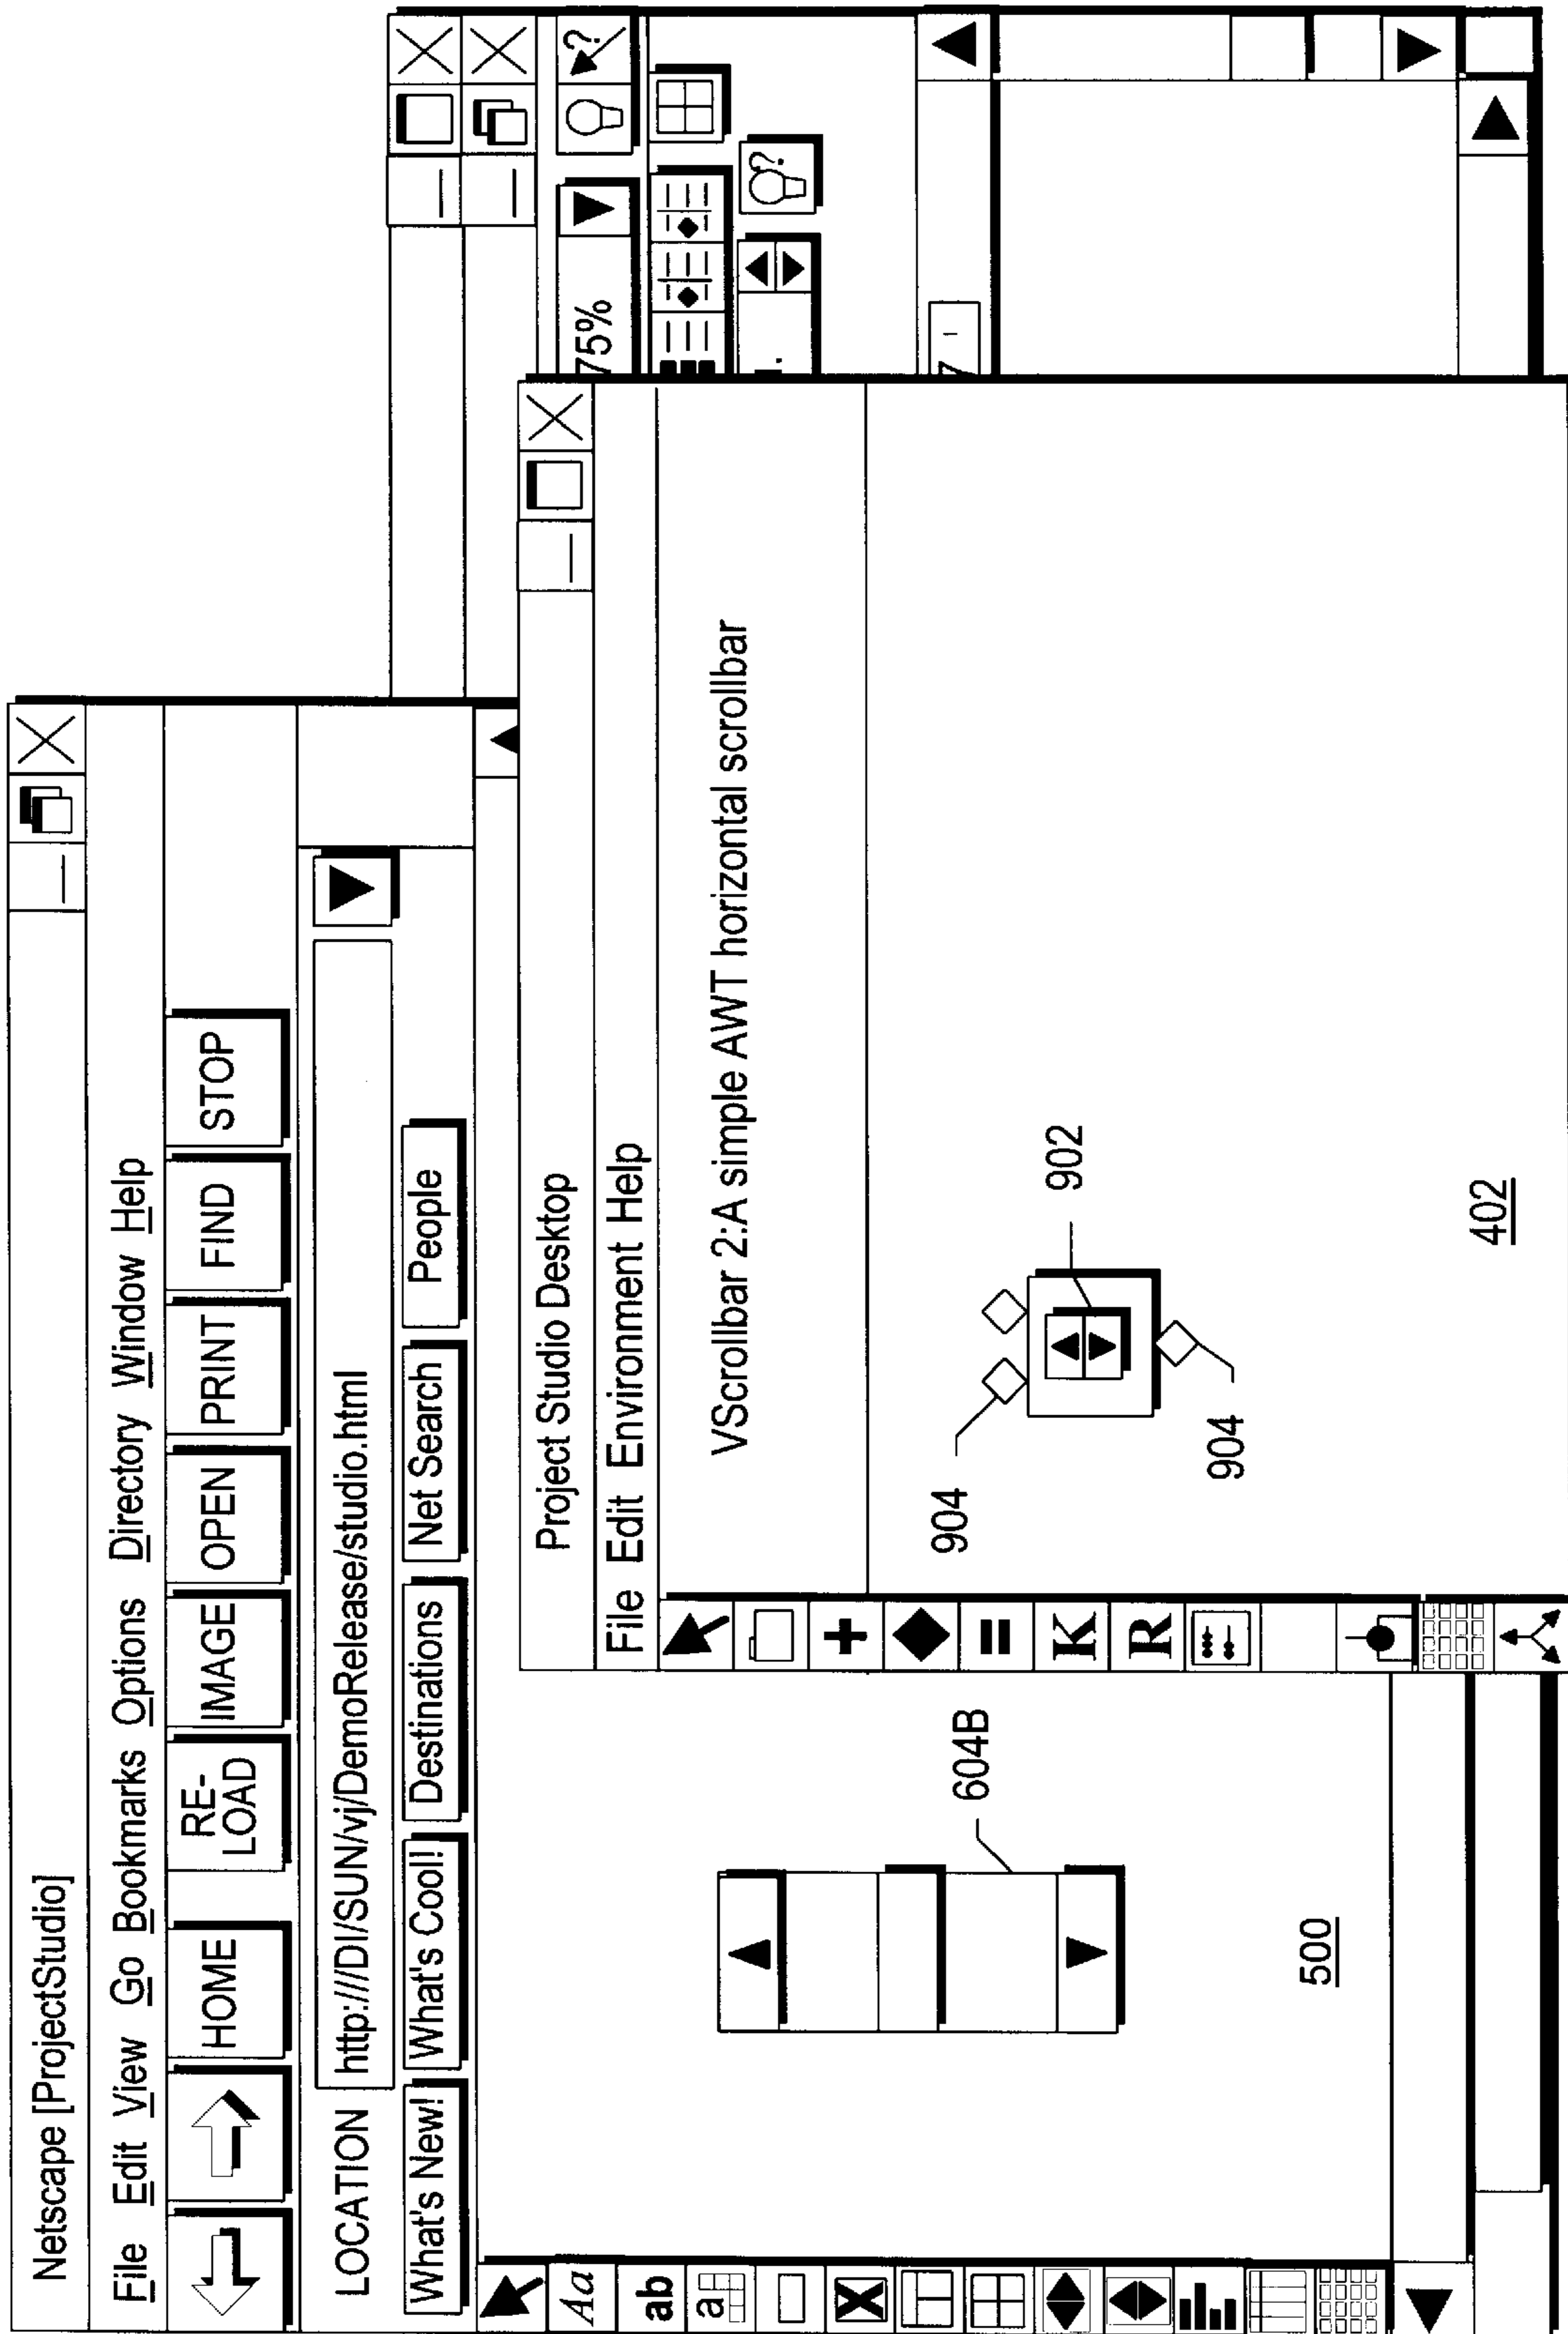 Netscape [ProjectStudio]
File Edit View Go Bookmarks Options Directory Window Help
HOME RE-
LOAD IMAGE OPEN PRINT FIND STOP
LOCATION http:///DI/SUN/vj/DemoRelease/studio.html
What's New! What's Cool! Destinations Net Search People
Aa
ab
a
X
604B
500
Project Studio Desktop
File Edit Environment Help
VScrollbar 2:A simple AWT horizontal scrollbar
+
=
K
R
904
902
904
402
?
75%
?
7